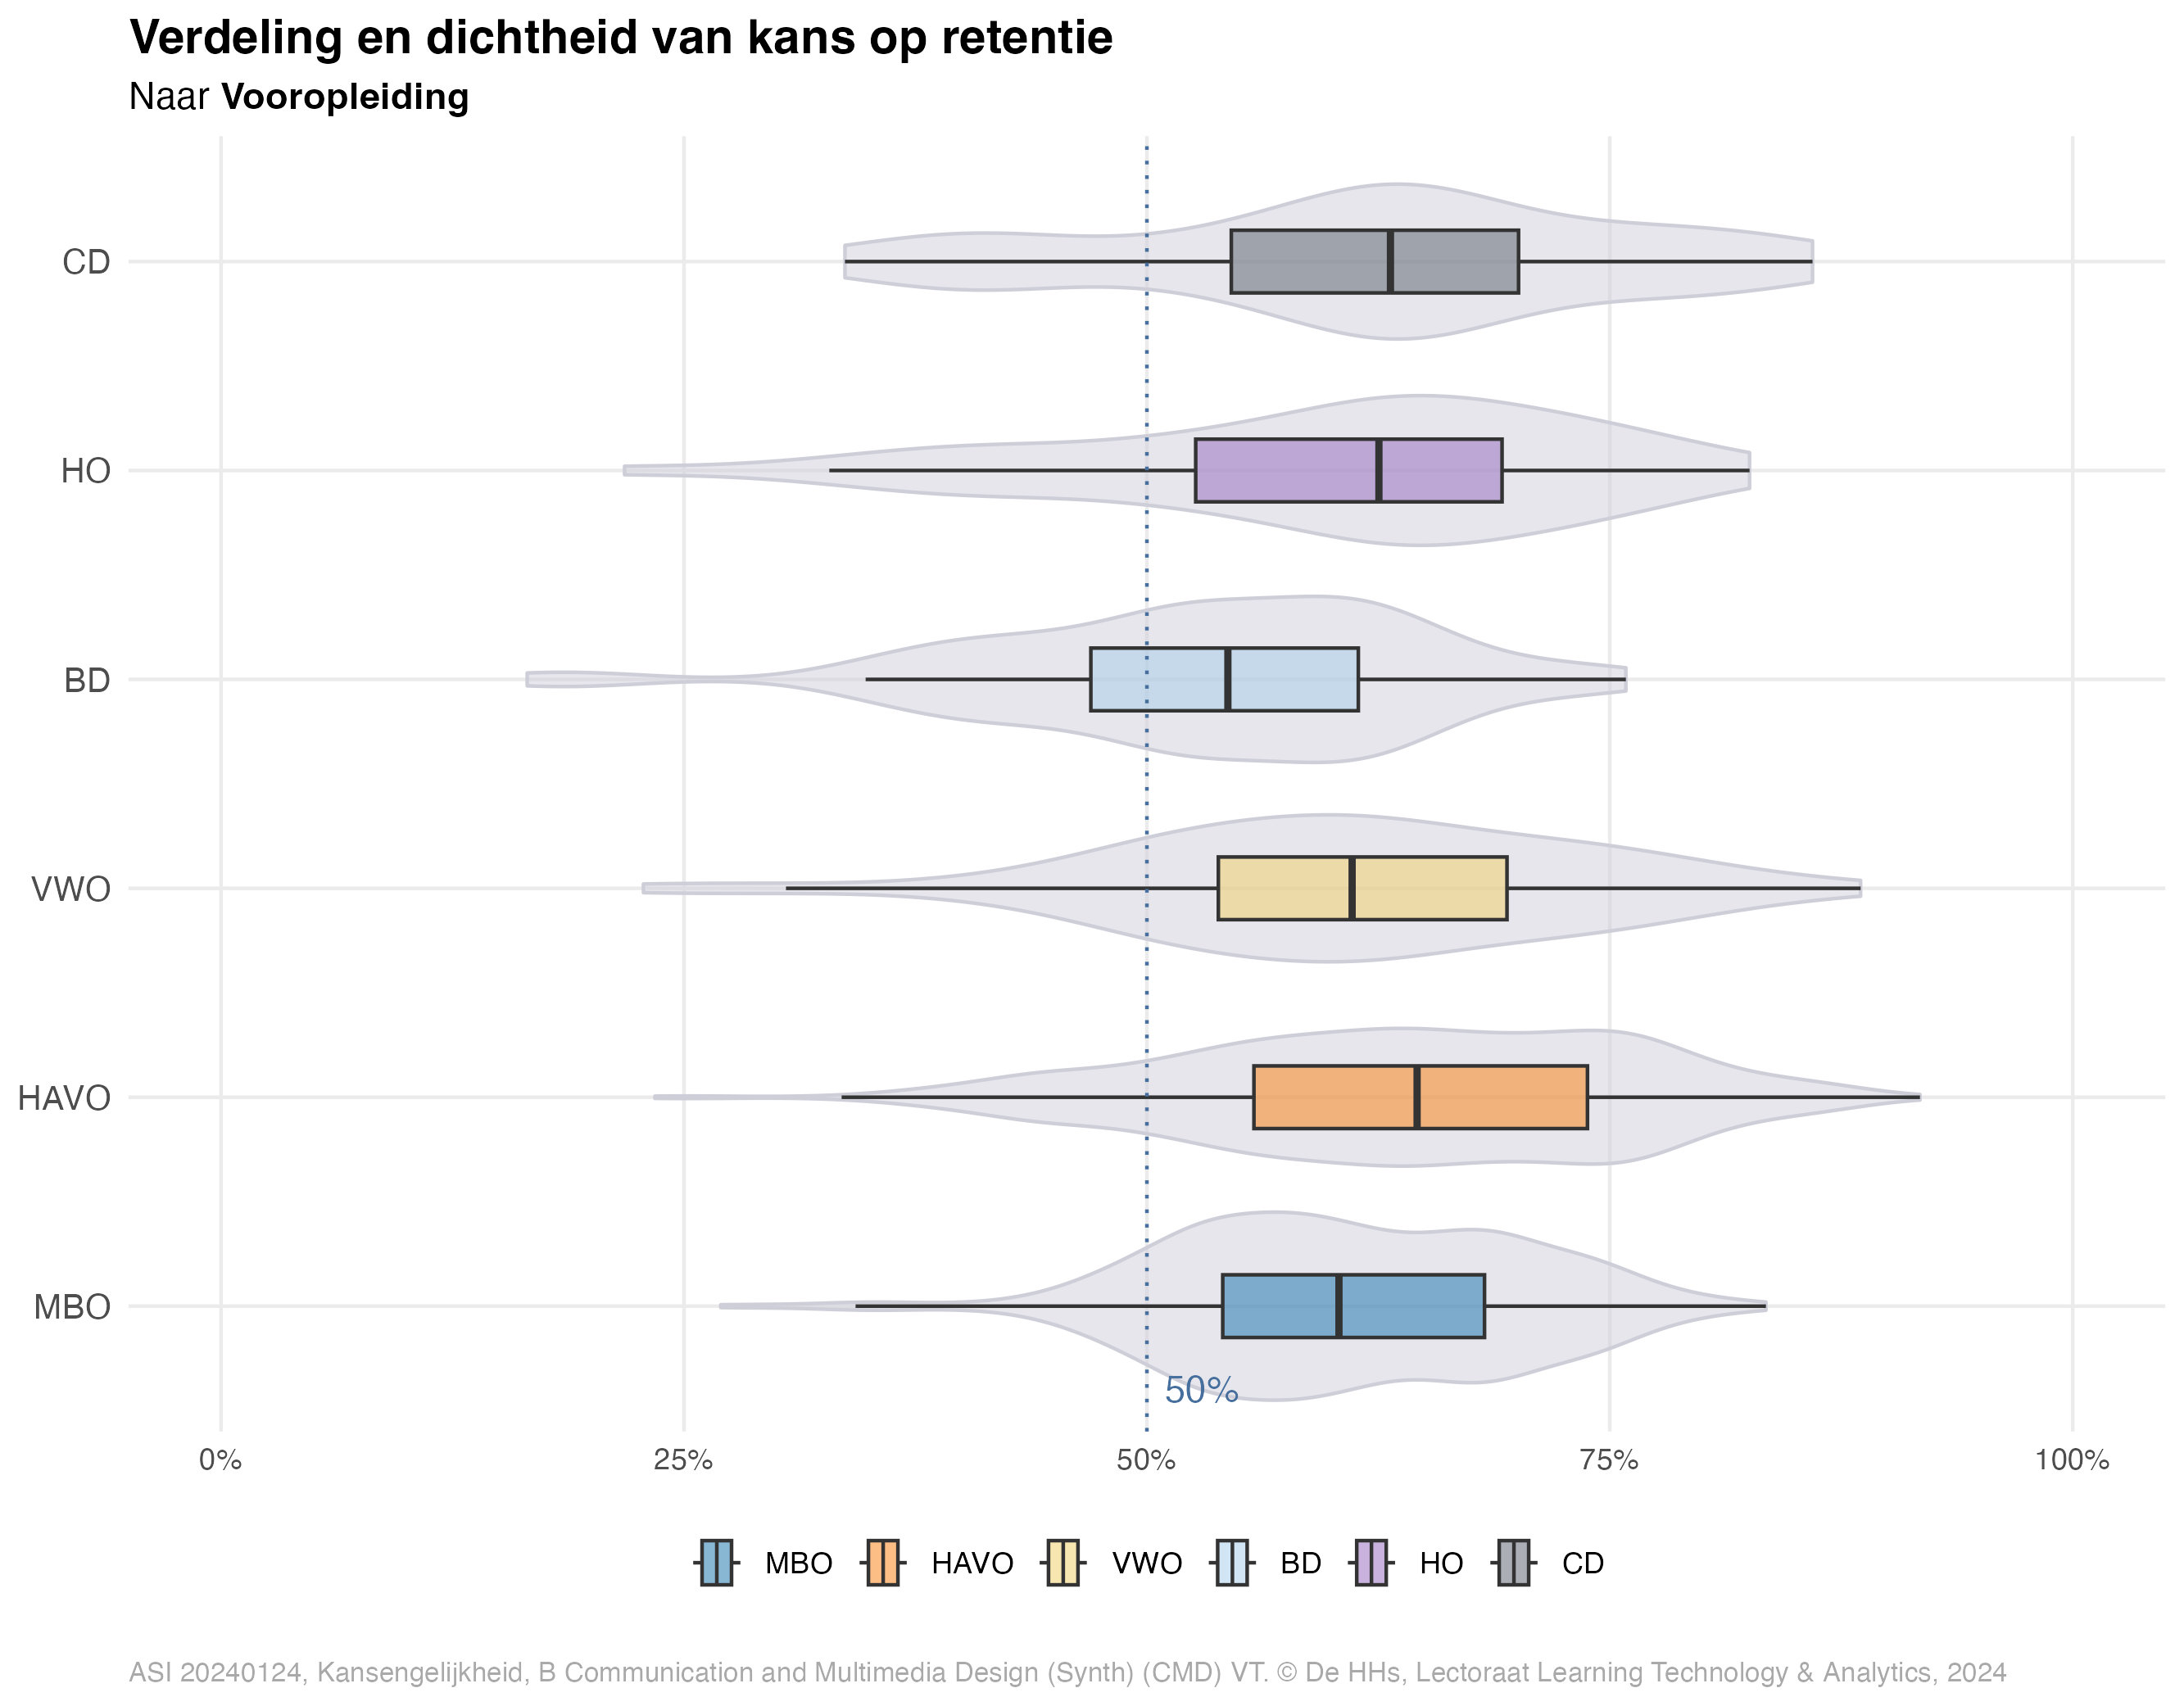 Verdeling en dichtheid van kans op retentie
Naar Vooropleiding
CD
HO
BD
VWO
HAVO
MBO
50%
0% 25% 50% 75% 100%
MBO HAVO VWO BD HO CD
ASI 20240124, Kansengelijkheid, B Communication and Multimedia Design (Synth) (CMD) VT. © De HHs, Lectoraat Learning Technology & Analytics, 2024